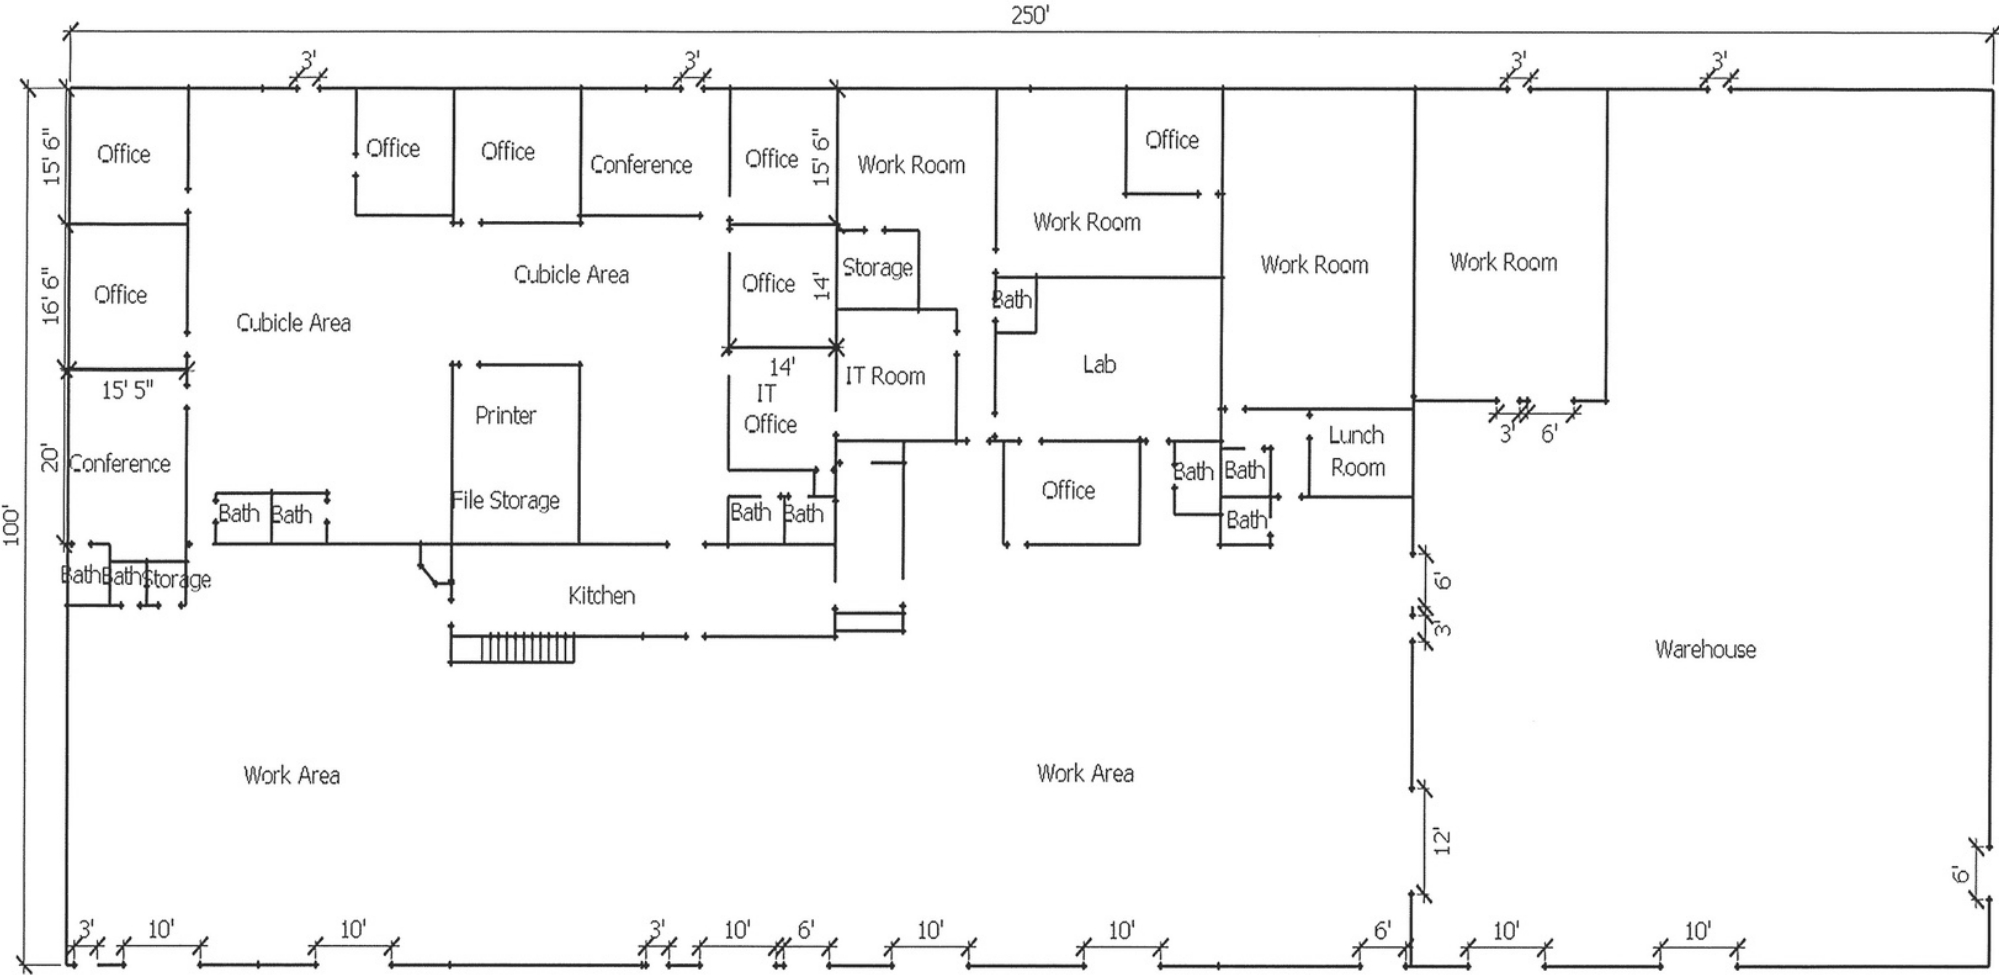 250'
3'
3'
3'
3'
15' 6"
Office
Office
Office
Conference
Office
15' 6"
Work Room
Office
Work Room
Work Room
Work Room
16' 6"
Office
Cubicle Area
Cubicle Area
Office
14'
Storage
Bath
Lab
15' 5"
14'
IT
Office
IT Room
Printer
File Storage
3'
6'
Lunch
Room
20'
Conference
Bath
Bath
Bath
Bath
Office
Bath
Bath
Bath
100'
Bath
Bath
Storage
Kitchen
6'
3'
Warehouse
Work Area
Work Area
12'
6'
3'
10'
10'
3'
10'
6'
10'
10'
6'
10'
10'